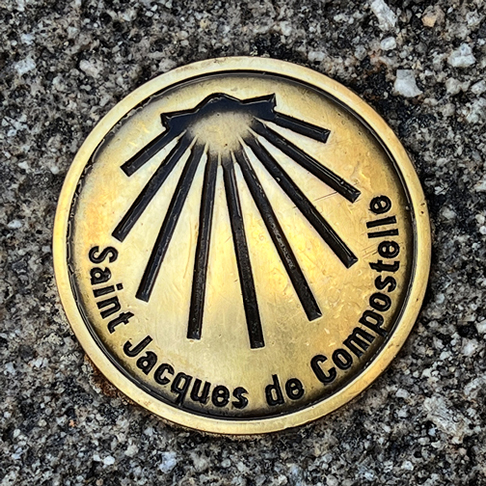 Saint Jacques de Compostelle